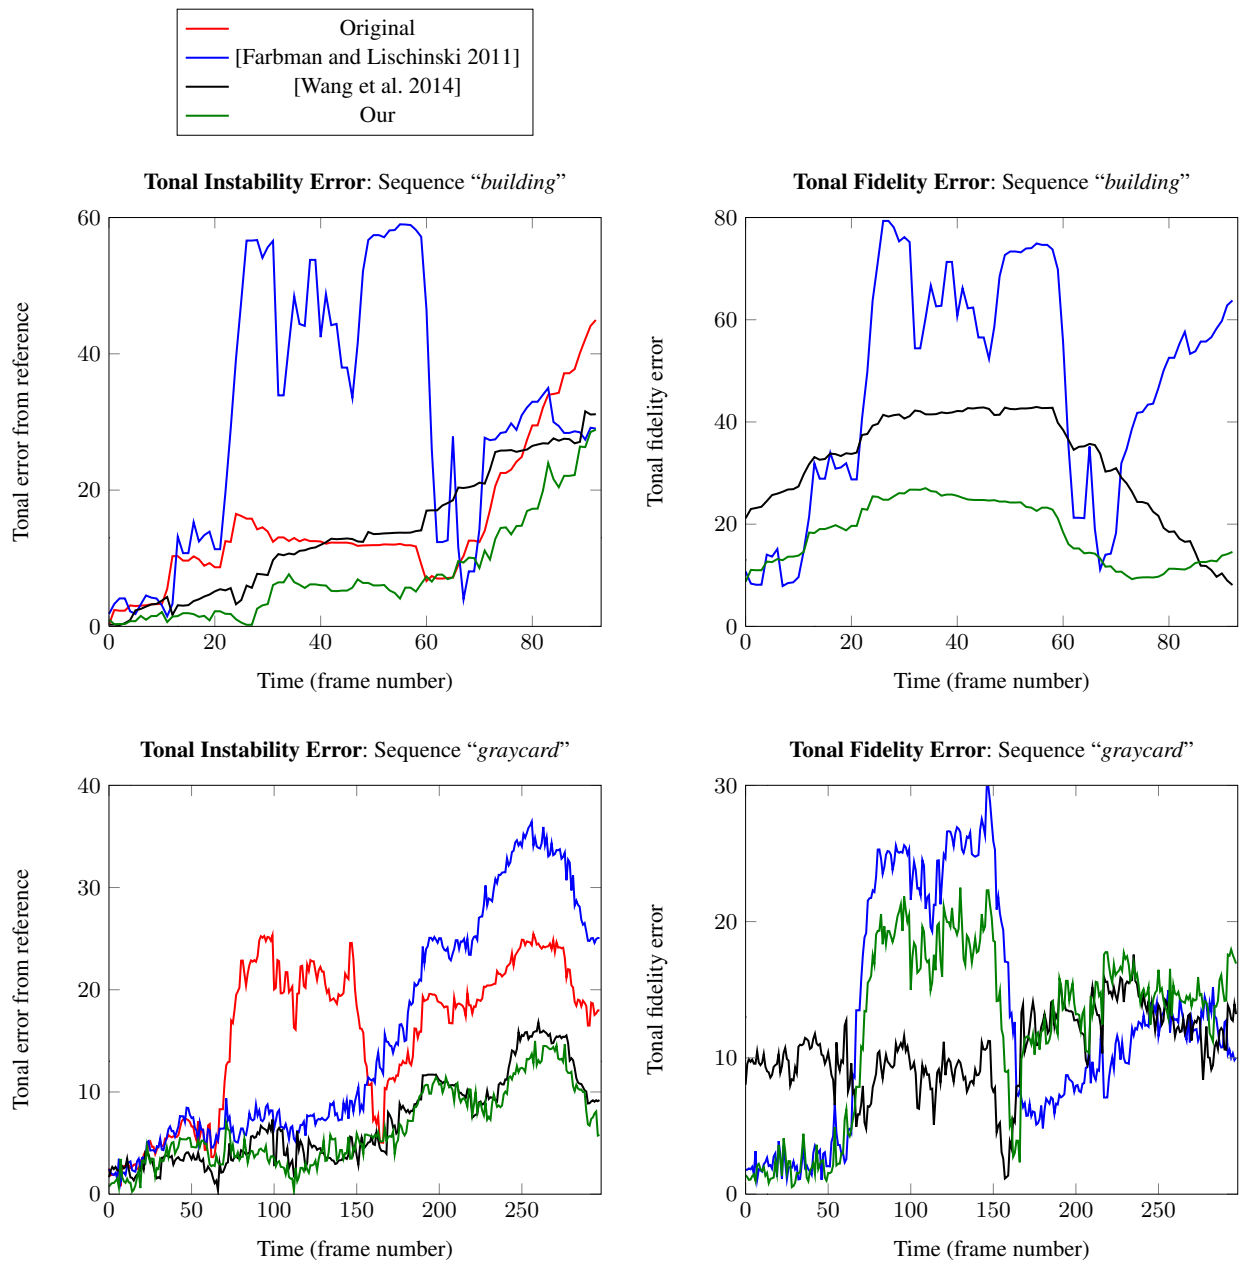 Original
[Farbman and Lischinski 2011]
[Wang et al. 2014]
Our
Tonal Instability Error: Sequence “building”
60
40
20
0
0 20 40 60 80
Tonal error from reference
Time (frame number)
Tonal Fidelity Error: Sequence “building”
80
60
40
20
0
0 20 40 60 80
Tonal fidelity error
Time (frame number)
Tonal Instability Error: Sequence “graycard”
40
30
20
10
0
0 50 100 150 200 250
Tonal error from reference
Time (frame number)
Tonal Fidelity Error: Sequence “graycard”
30
20
10
0
0 50 100 150 200 250
Tonal fidelity error
Time (frame number)